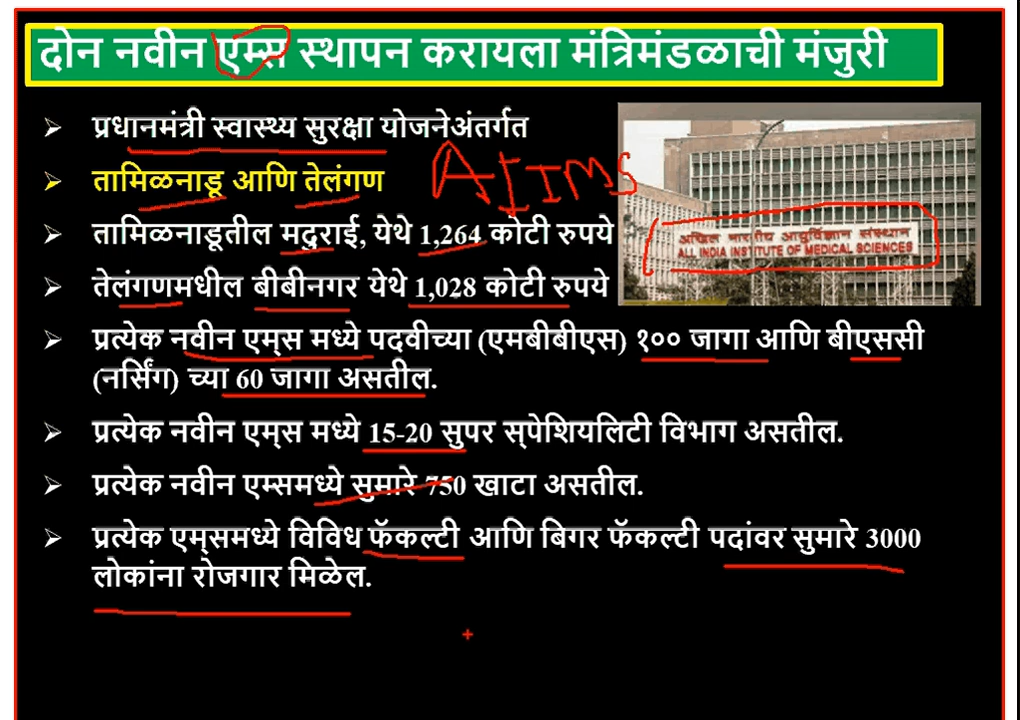 दोन नवीन एम्स स्थापन करायला मंत्रिमंडळाची मंजुरी
➢ प्रधानमंत्री स्वास्थ्य सुरक्षा योजनेअंतर्गत
➢ तामिळनाडू आणि तेलंगण
AIIMS
➢ तामिळनाडूतील मदुराई, येथे 1,264 कोटी रुपये
अखिल भारतीय आयुर्विज्ञान संस्थान
ALL INDIA INSTITUTE OF MEDICAL SCIENCES
➢ तेलंगणमधील बीबीनगर येथे 1,028 कोटी रुपये
➢ प्रत्येक नवीन एम्स मध्ये पदवीच्या (एमबीबीएस) १०० जागा आणि बीएससी
(नर्सिंग) च्या 60 जागा असतील.
➢ प्रत्येक नवीन एम्स मध्ये 15-20 सुपर स्पेशियलिटी विभाग असतील.
➢ प्रत्येक नवीन एम्समध्ये सुमारे 750 खाटा असतील.
➢ प्रत्येक एम्समध्ये विविध फॅकल्टी आणि बिगर फॅकल्टी पदांवर सुमारे 3000
लोकांना रोजगार मिळेल.